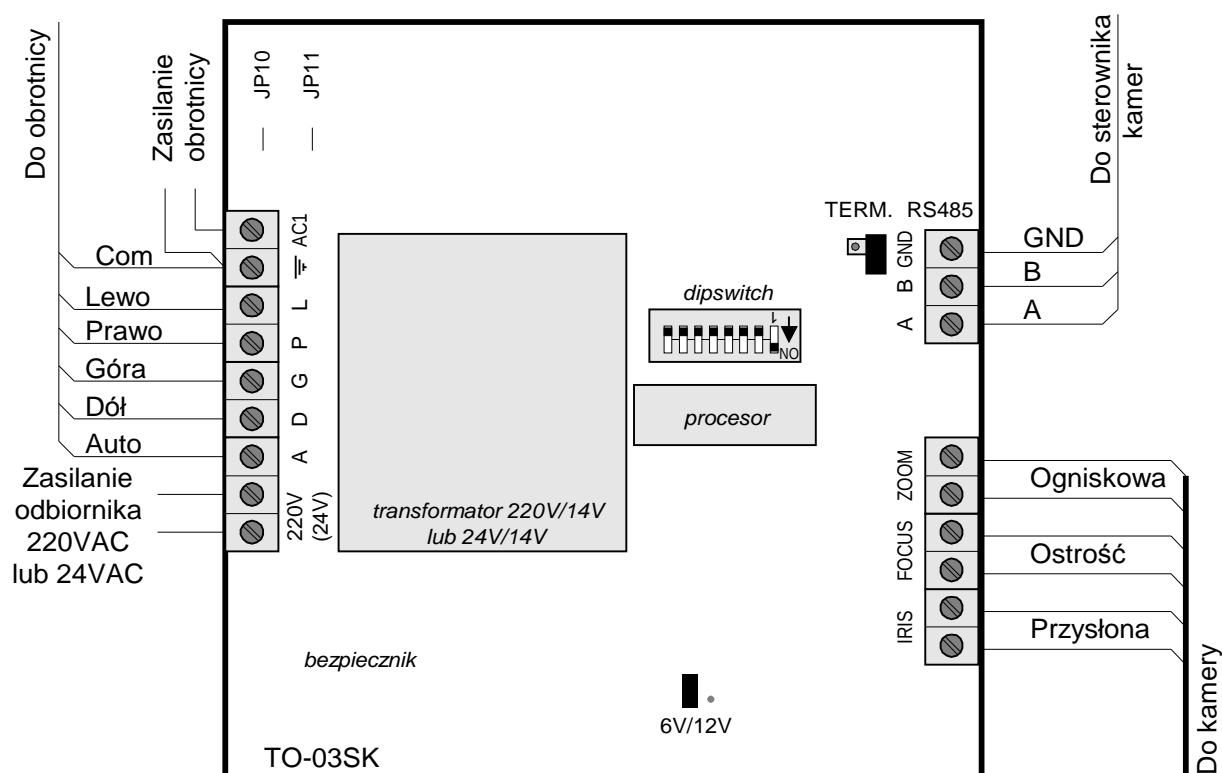 Do obrotnicy
Zasilanie
obrotnicy
JP10
JP11
Do sterownika
kamer
TERM.
RS485
AC1
Com
L
Lewo
P
Prawo
G
Góra
D
Dół
A
Auto
Zasilanie
odbiornika
220VAC
lub 24VAC
220V
(24V)
transformator 220V/14V
lub 24V/14V
dipswitch
1
NO
procesor
GND
GND
B
B
A
A
ZOOM
Ogniskowa
FOCUS
Ostrość
IRIS
Przysłona
Do kamery
bezpiecznik
6V/12V
TO-03SK